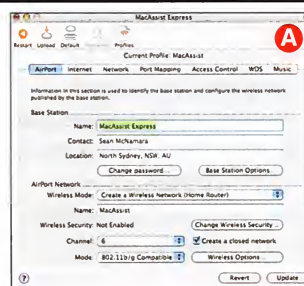 MacAssist Express
Restart Upload Default Profiles
A
Current Profile: MacAssist
AirPort Internet Network Port Mapping Access Control WDS Music
Information in this section is used to identify the base station and configure the wireless network
published by the base station.
Base Station
Name: MacAssist Express
Contact: Sean McNamara
Location: North Sydney, NSW, AU
Change password... Base Station Options...
AirPort Network
Wireless Mode: Create a Wireless Network (Home Router)
Name: MacAssist
Wireless Security: Not Enabled Change Wireless Security...
Channel: 6 Create a closed network
Mode: 802.11b/g Compatible Wireless Options...
? Revert Update